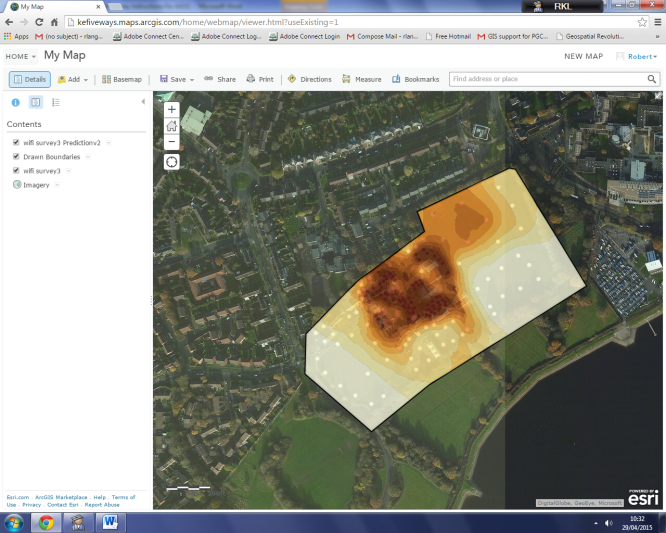 My Map
RKL
kefiveways.maps.arcgis.com/home/webmap/viewer.html?useExisting=1
Apps (no subject) - rlang... Adobe Connect Cen... Adobe Connect Log... Adobe Connect Login Compose Mail - rlan... Free Hotmail GIS support for PGC... Geospatial Revoluti... »
HOME My Map NEW MAP Robert
Details Add Basemap Save Share Print Directions Measure Bookmarks Find address or place
Contents
wifi survey3 Predictionv2
Drawn Boundaries
wifi survey3
Imagery
Esri.com . ArcGIS Marketplace . Help . Terms of
Use . Privacy . Contact Esri . Report Abuse
DigitalGlobe, GeoEye, Microsoft
POWERED BY
esri
10:32
29/04/2015